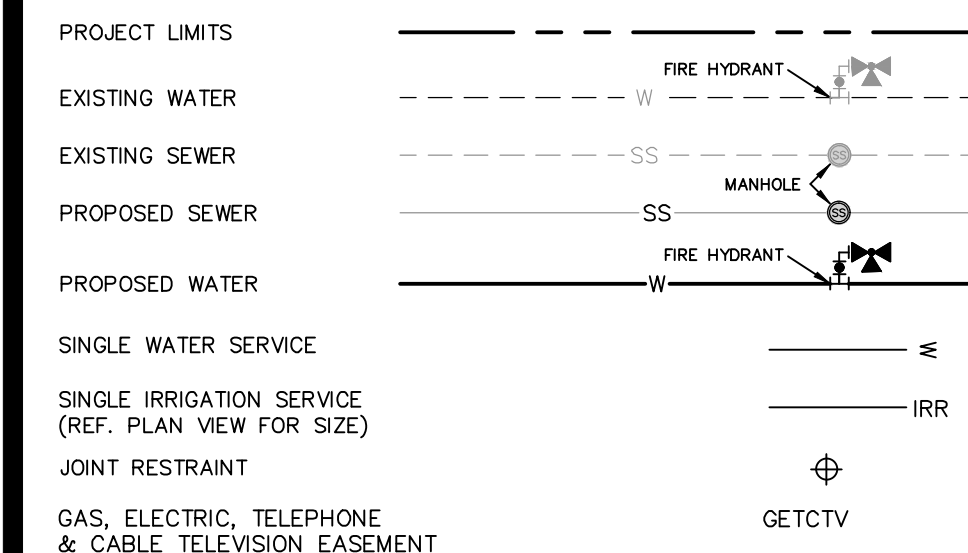 PROJECT LIMITS
FIRE HYDRANT
EXISTING WATER W
EXISTING SEWER SS SS
MANHOLE
PROPOSED SEWER SS SS
FIRE HYDRANT
PROPOSED WATER W
SINGLE WATER SERVICE W
SINGLE IRRIGATION SERVICE
(REF. PLAN VIEW FOR SIZE) IRR
JOINT RESTRAINT
GAS, ELECTRIC, TELEPHONE GETCTV
& CABLE TELEVISION EASEMENT